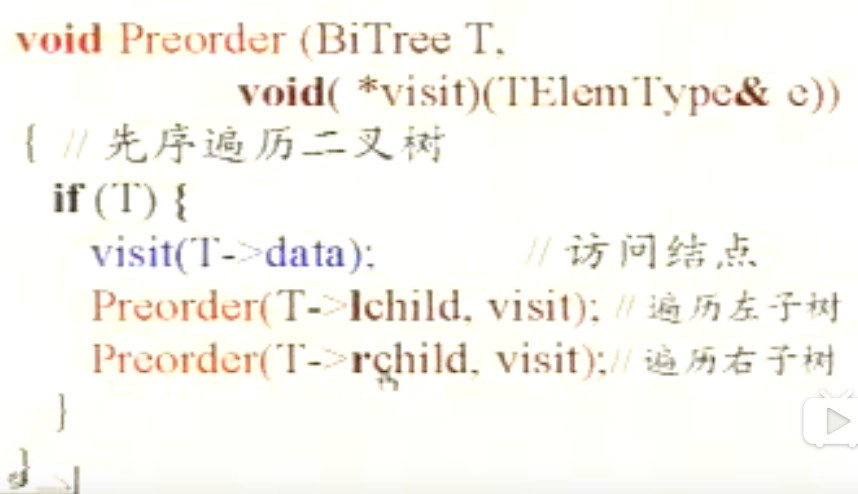 void Preorder (BiTree T,
void( *visit)(TElemType& e))
{ // 先序遍历二叉树
if (T) {
visit(T->data); // 访问结点
Preorder(T->lchild, visit); // 遍历左子树
Preorder(T->rchild, visit);// 遍历右子树
}
}